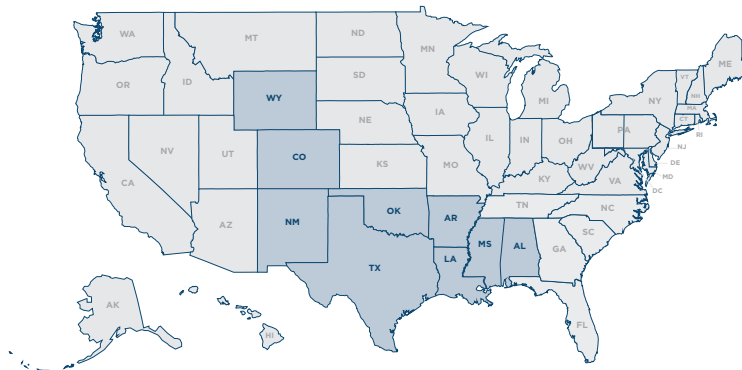 WA
MT
ND
MN
ME
VT
NH
OR
ID
SD
WI
MI
NY
MA
CT
RI
WY
NE
IA
PA
NJ
DE
MD
DC
NV
UT
CO
KS
IL
IN
OH
MO
KY
WV
VA
CA
AZ
NM
OK
AR
TN
NC
SC
TX
LA
MS
AL
GA
FL
AK
HI